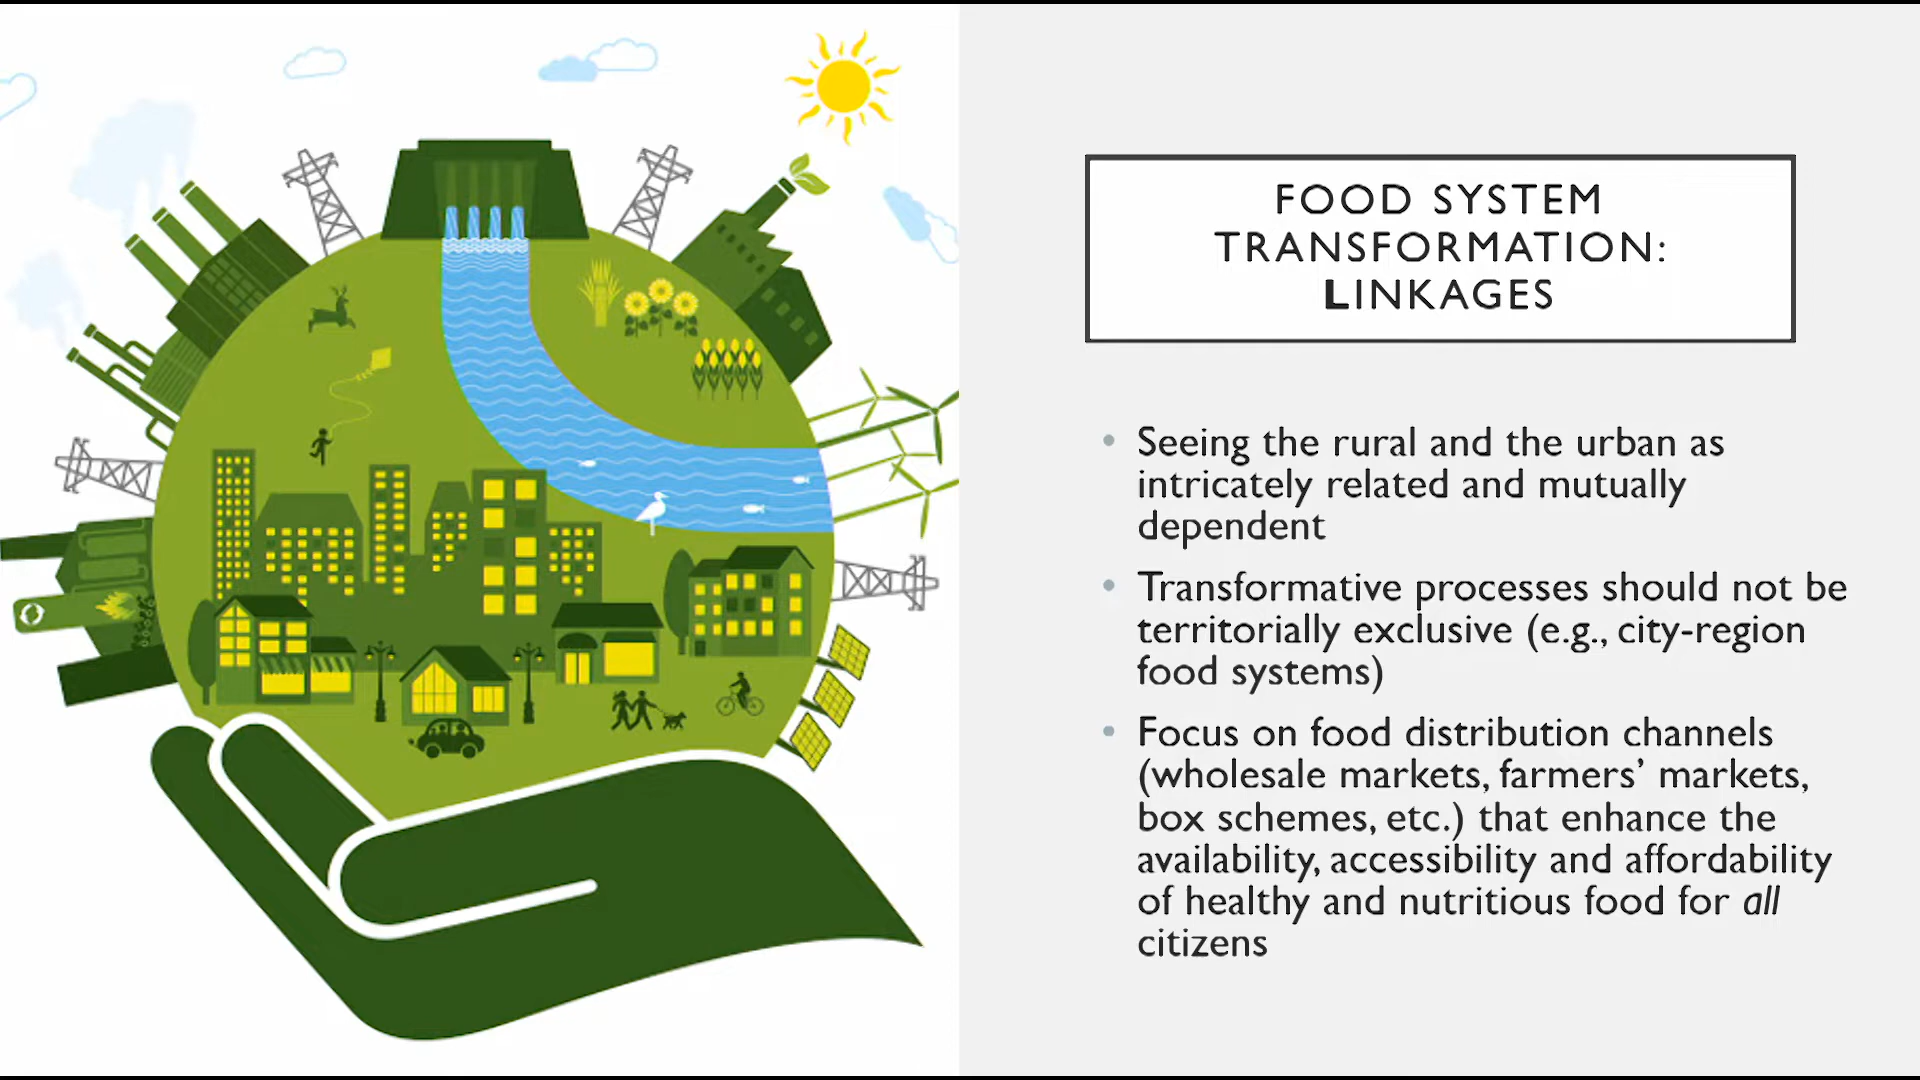 FOOD SYSTEM
TRANSFORMATION:
LINKAGES
• Seeing the rural and the urban as
intricately related and mutually
dependent
• Transformative processes should not be
territorially exclusive (e.g., city-region
food systems)
• Focus on food distribution channels
(wholesale markets, farmers’ markets,
box schemes, etc.) that enhance the
availability, accessibility and affordability
of healthy and nutritious food for all
citizens